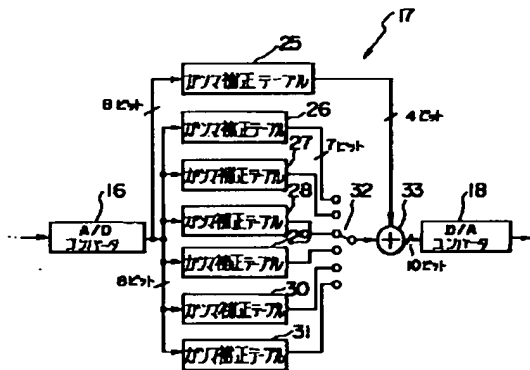 17
25
ガンマ補正テーブル
8ビット
26
ガンマ補正テーブル
7ビット
4ビット
27
ガンマ補正テーブル
28
ガンマ補正テーブル
32
33
16
A/D
コンバータ
18
D/A
コンバータ
10ビット
29
ガンマ補正テーブル
8ビット
30
ガンマ補正テーブル
31
ガンマ補正テーブル